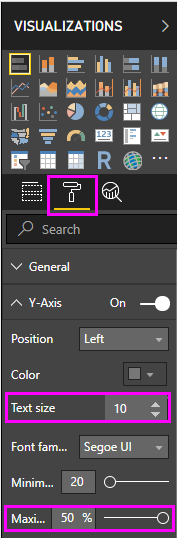 VISUALIZATIONS
123
R
Search
General
Y-Axis On
Position Left
Color
Text size 10
Font fam... Segoe UI
Minim... 20
Maxi... 50 %